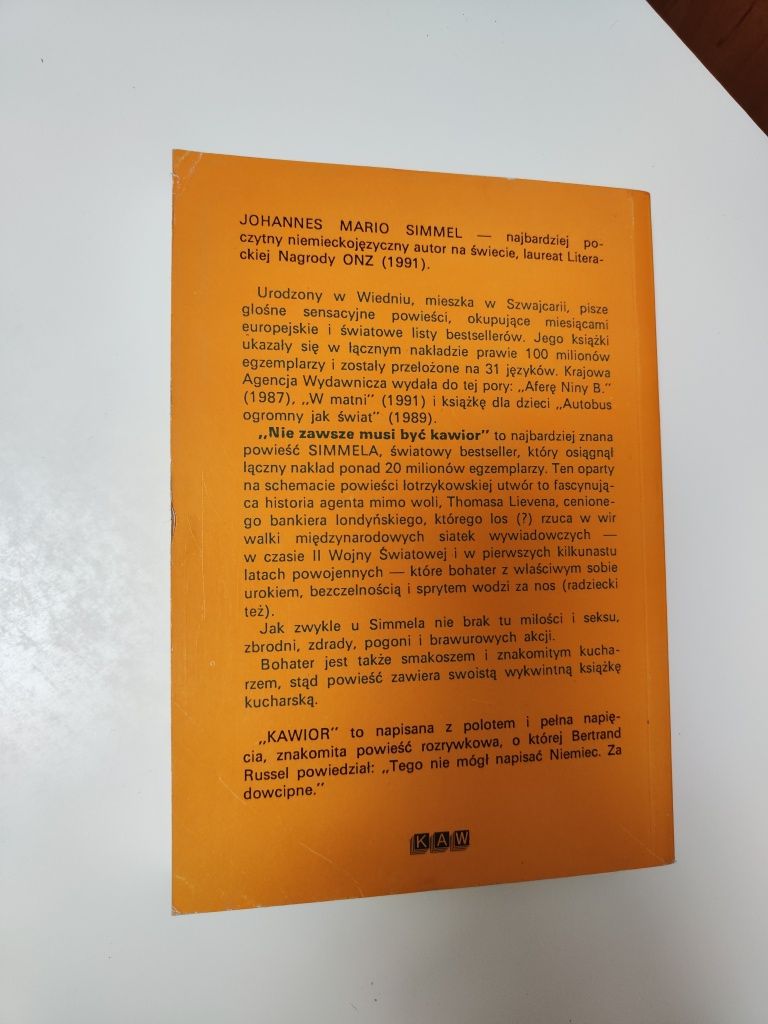 JOHANNES MARIO SIMMEL — najbardziej po-
czytny niemieckojęzyczny autor na świecie, laureat Litera-
ckiej Nagrody ONZ (1991).
Urodzony w Wiedniu, mieszka w Szwajcarii, pisze
głośne sensacyjne powieści, okupujące miesiącami
europejskie i światowe listy bestsellerów. Jego książki
ukazały się w łącznym nakładzie prawie 100 milionów
egzemplarzy i zostały przełożone na 31 języków. Krajowa
Agencja Wydawnicza wydała do tej pory: „Aferę Niny B.”
(1987), „W matni” (1991) i książkę dla dzieci „Autobus
ogromny jak świat” (1989).
„Nie zawsze musi być kawior” to najbardziej znana
powieść SIMMELA, światowy bestseller, który osiągnął
łączny nakład ponad 20 milionów egzemplarzy. Ten oparty
na schemacie powieści łotrzykowskiej utwór to fascynują-
ca historia agenta mimo woli, Thomasa Lievena, cenione-
go bankiera londyńskiego, którego los (?) rzuca w wir
walki międzynarodowych siatek wywiadowczych —
w czasie II Wojny Światowej i w pierwszych kilkunastu
latach powojennych — które bohater z właściwym sobie
urokiem, bezczelnością i sprytem wodzi za nos (radziecki
też).
Jak zwykle u Simmela nie brak tu miłości i seksu,
zbrodni, zdrady, pogoni i brawurowych akcji.
Bohater jest także smakoszem i znakomitym kucha-
rzem, stąd powieść zawiera swoistą wykwintną książkę
kucharską.
„KAWIOR” to napisana z polotem i pełna napię-
cia, znakomita powieść rozrywkowa, o której Bertrand
Russel powiedział: „Tego nie mógł napisać Niemiec. Za
dowcipne.”
KAW